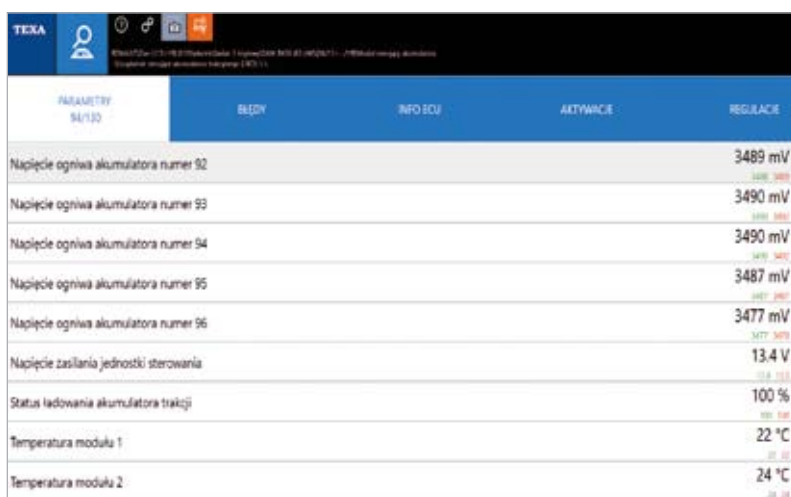 TEXA
PARAMETRY
94/130
BŁĘDY
INFO ECU
AKTYWACJE
REGULACJE
Napięcie ogniwa akumulatora numer 92 3489 mV
Napięcie ogniwa akumulatora numer 93 3490 mV
Napięcie ogniwa akumulatora numer 94 3490 mV
Napięcie ogniwa akumulatora numer 95 3487 mV
Napięcie ogniwa akumulatora numer 96 3477 mV
Napięcie zasilania jednostki sterowania 13.4 V
Status ładowania akumulatora trakcji 100 %
Temperatura modułu 1 22 °C
Temperatura modułu 2 24 °C